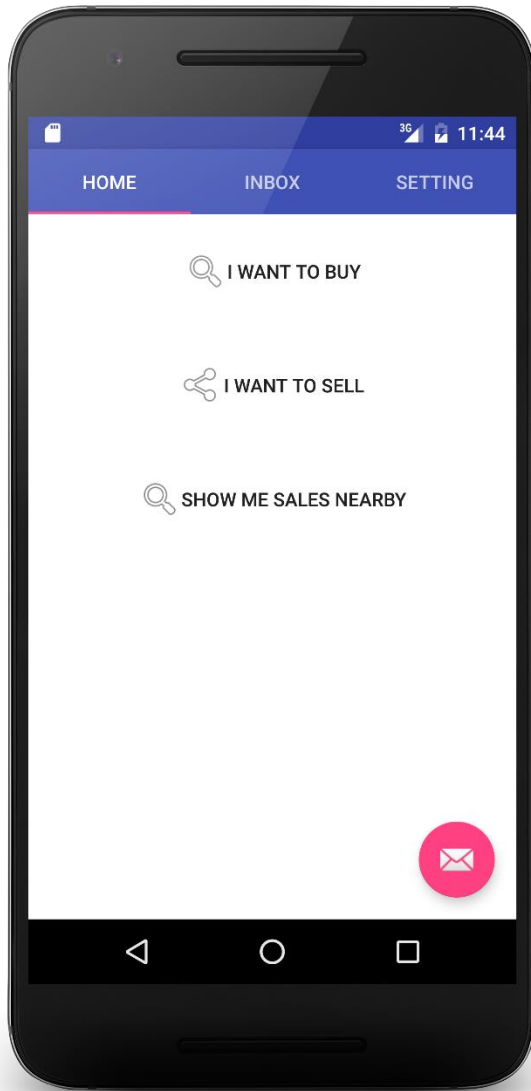 3G 11:44
HOME INBOX SETTING
I WANT TO BUY
I WANT TO SELL
SHOW ME SALES NEARBY